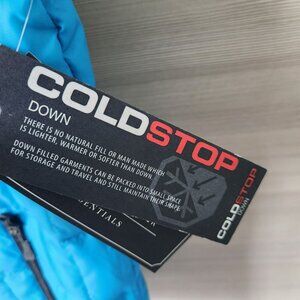 COLDSTOP
DOWN
THERE IS NO NATURAL FILL OR MAN MADE WHICH
IS LIGHTER, WARMER OR SOFTER THAN DOWN.
DOWN FILLED GARMENTS CAN BE PACKED INTO SMALL SPACE
FOR STORAGE AND TRAVEL AND STILL MAINTAIN THEIR SHAPE.
COLDSTOP
DOWN
ESSENTIALS